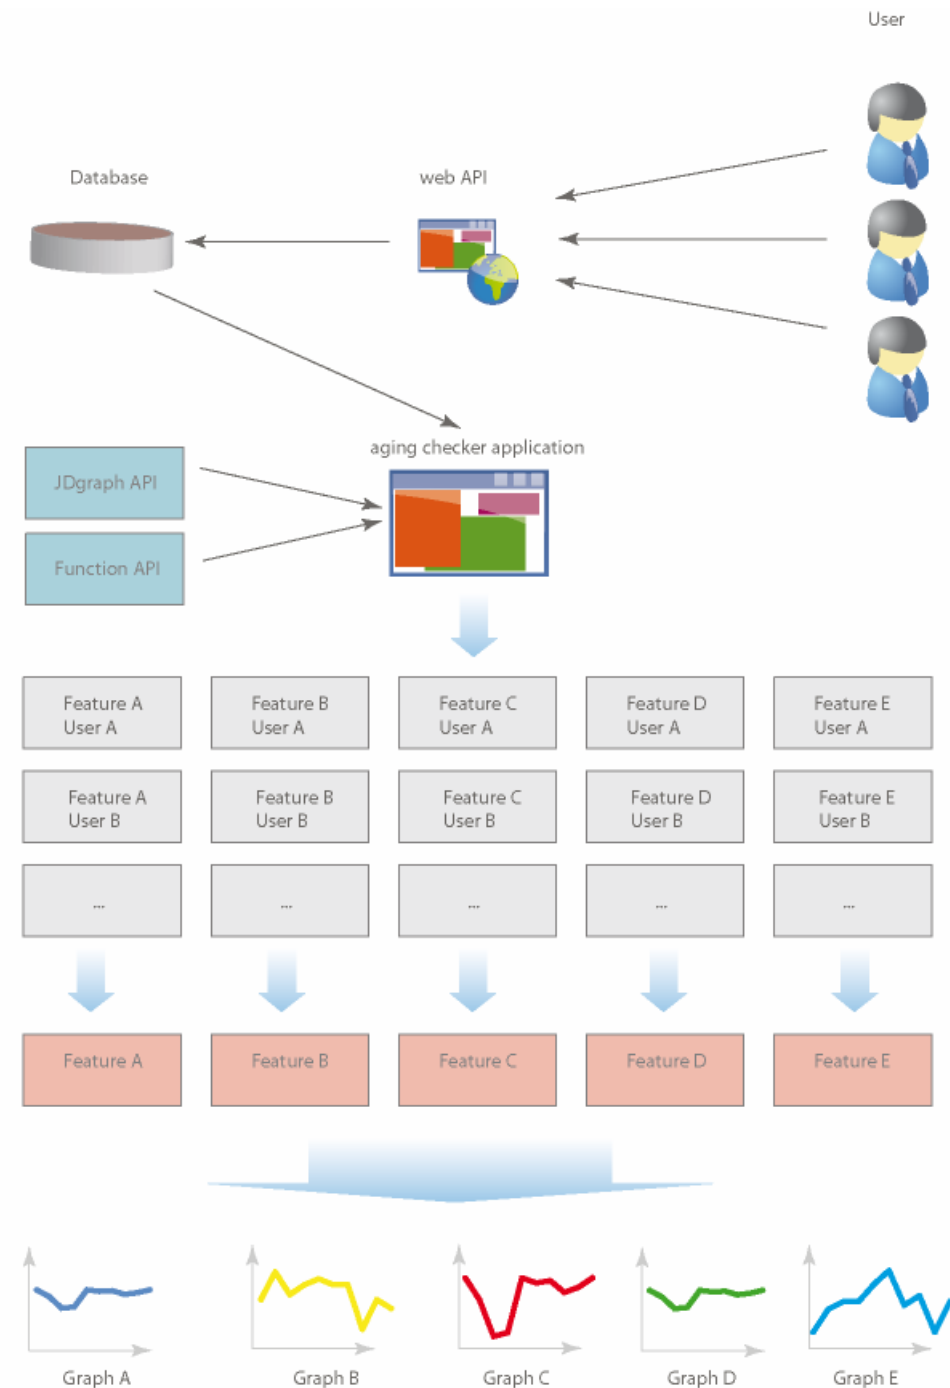 User
Database
web API
aging checker application
JDgraph API
Function API
Feature A
User A
Feature B
User A
Feature C
User A
Feature D
User A
Feature E
User A
Feature A
User B
Feature B
User B
Feature C
User B
Feature D
User B
Feature E
User B
...
...
...
...
...
Feature A
Feature B
Feature C
Feature D
Feature E
Graph A
Graph B
Graph C
Graph D
Graph E